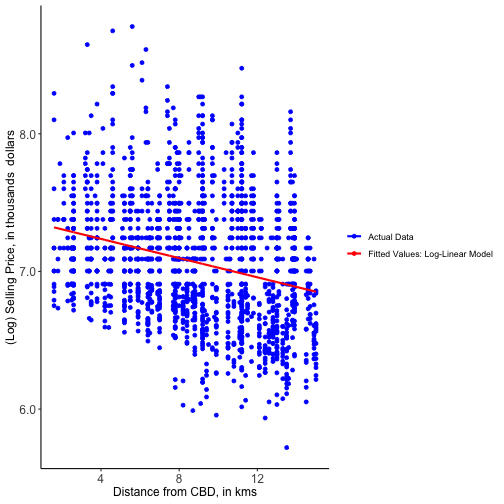 (Log) Selling Price, in thousands dollars
8.0
7.0
6.0
4
8
12
Distance from CBD, in kms
Actual Data
Fitted Values: Log-Linear Model